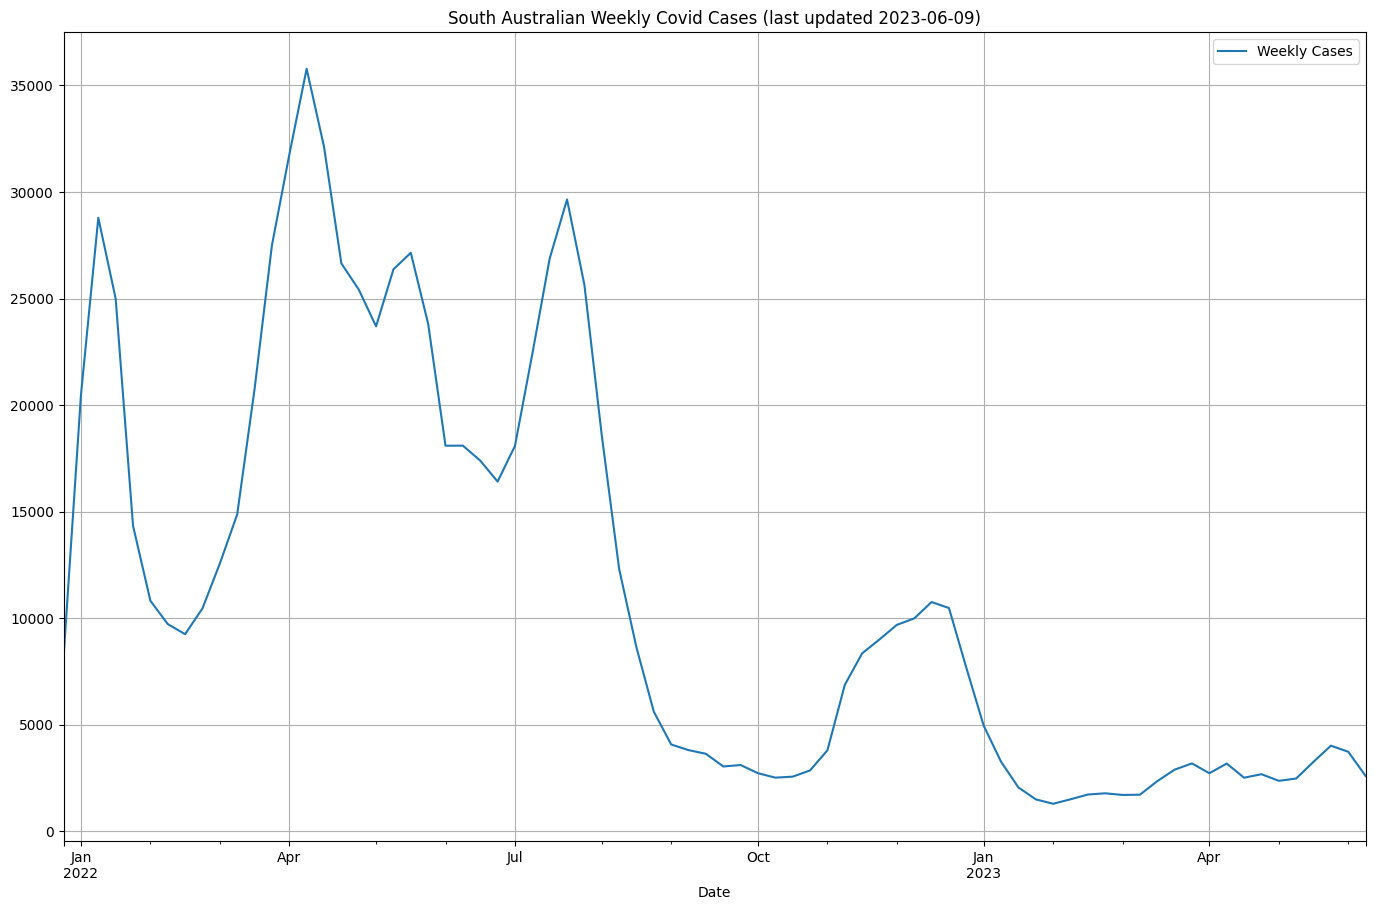 South Australian Weekly Covid Cases (last updated 2023-06-09)
Weekly Cases
35000
30000
25000
20000
15000
10000
5000
0
Jan Apr Jul Oct Jan Apr
2022 2023
Date